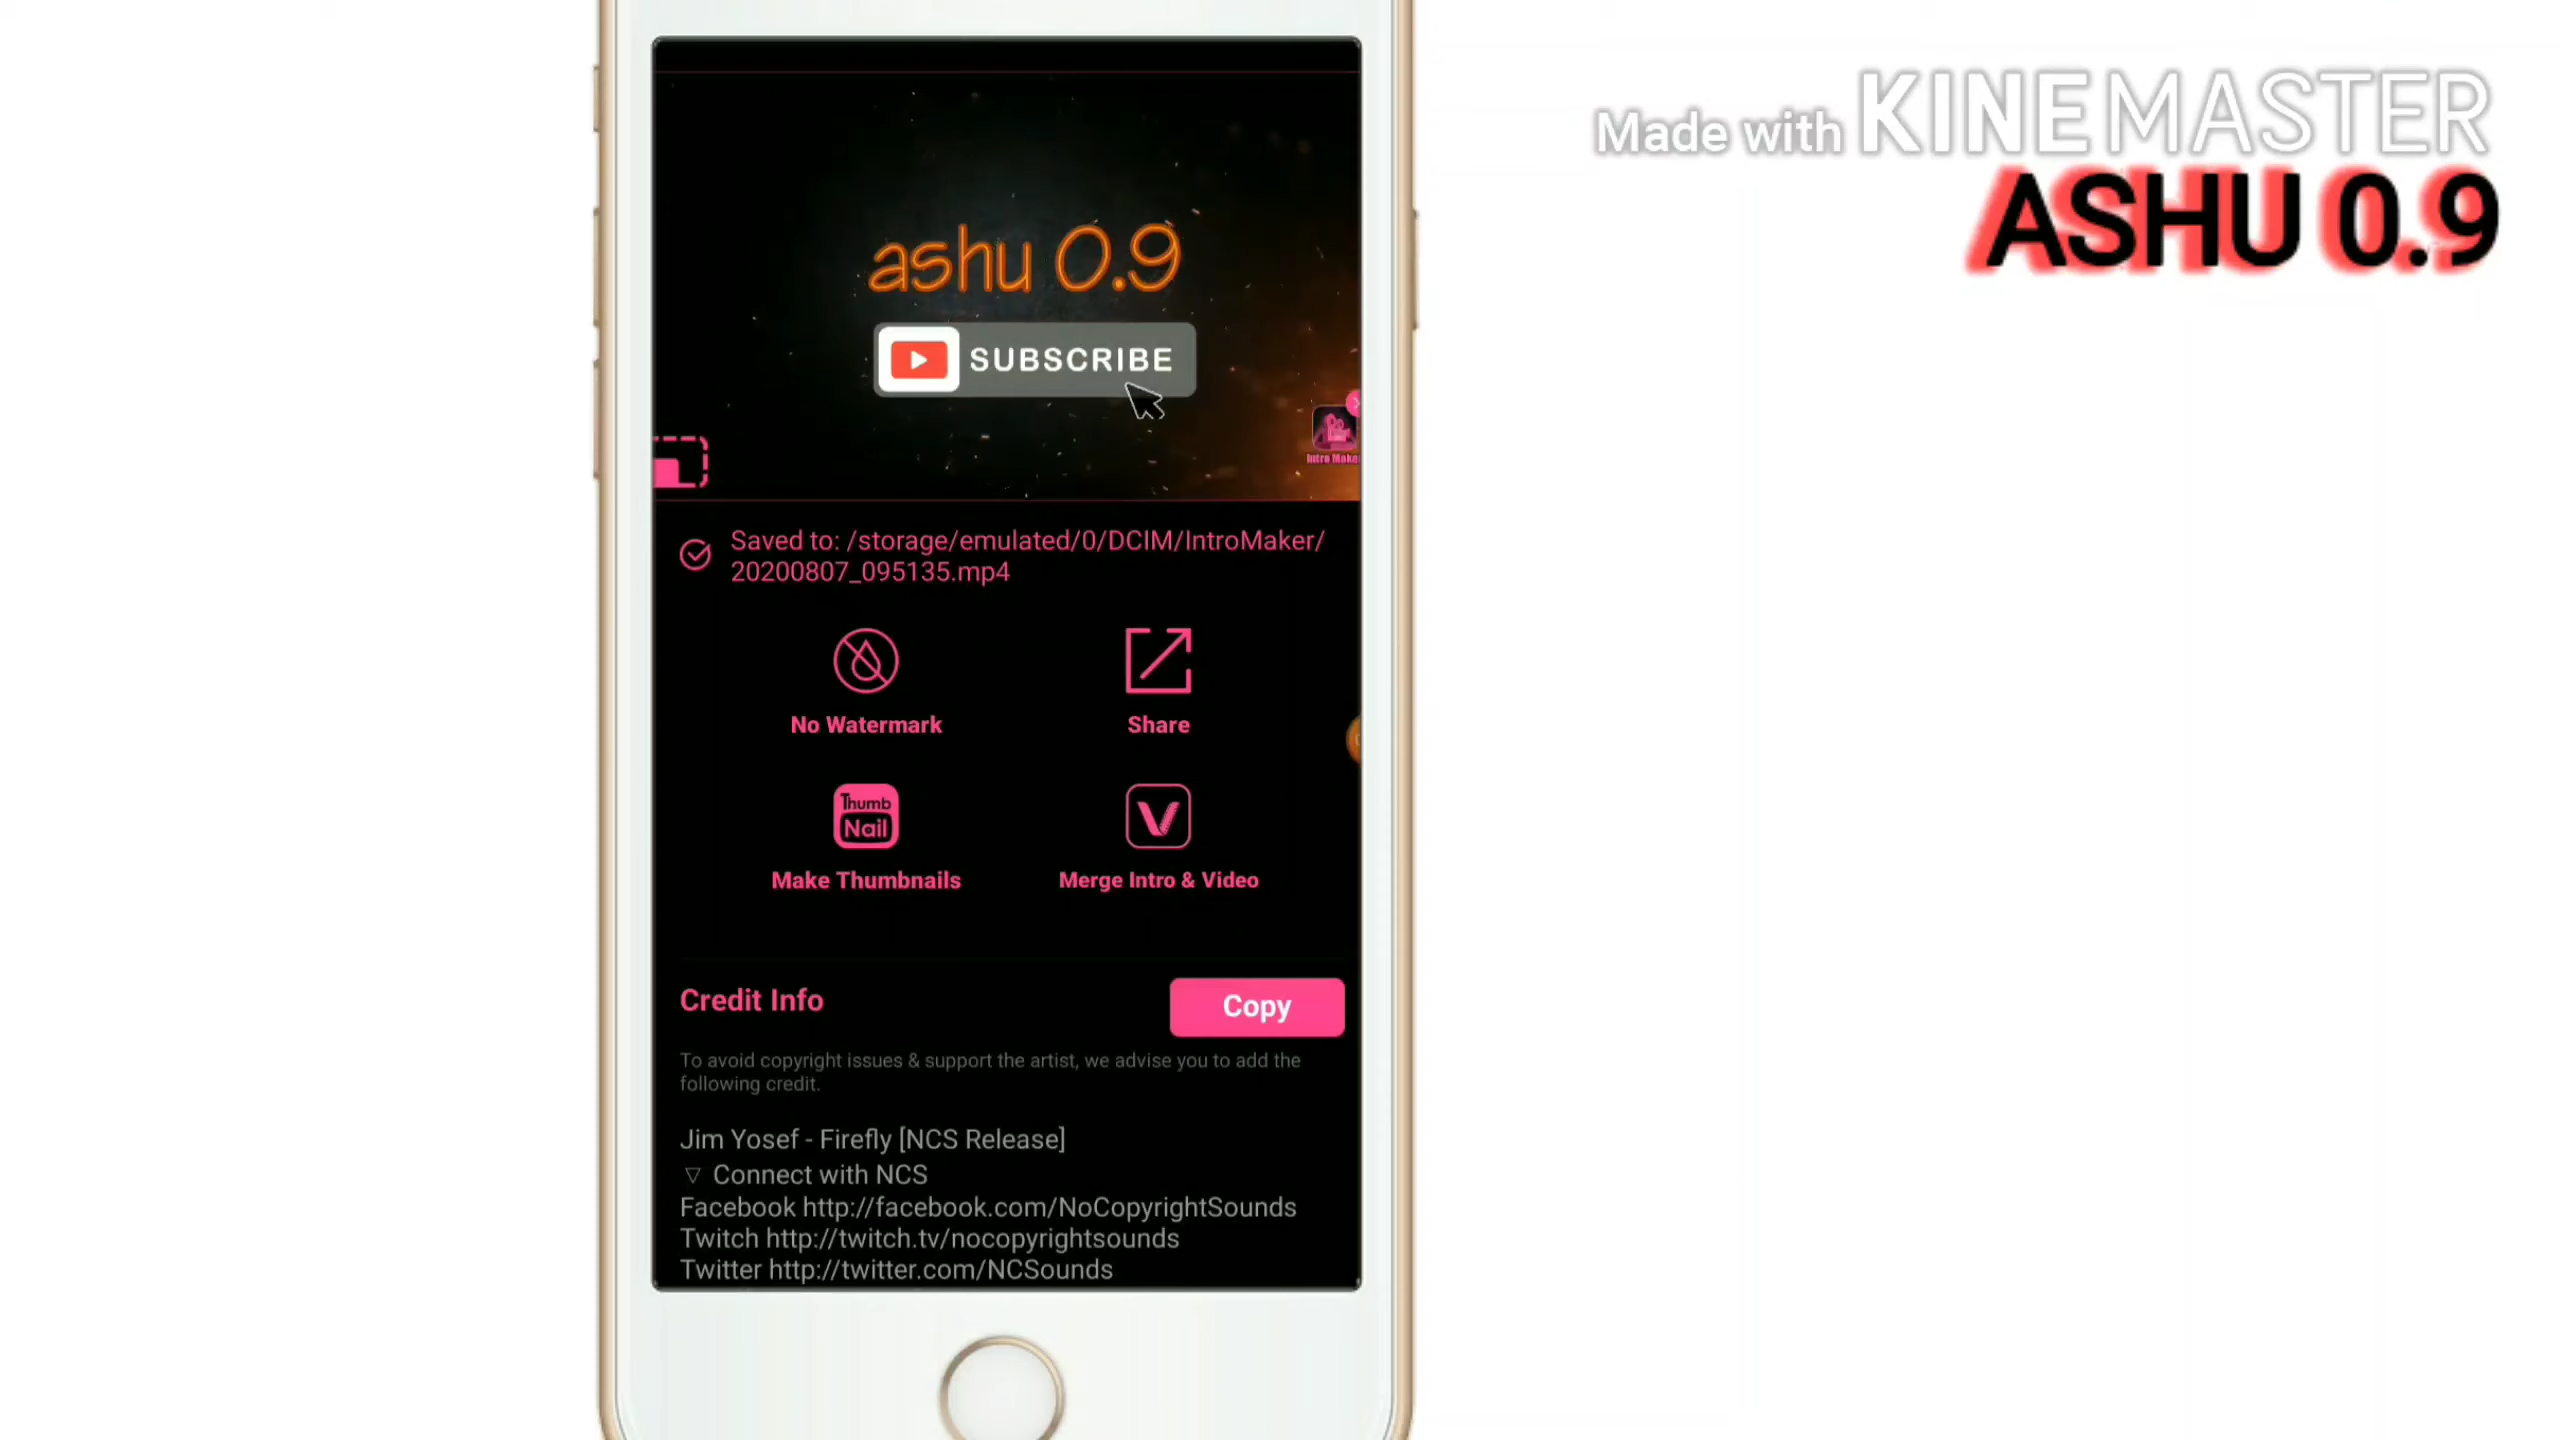 Made with KINEMASTER
ASHU 0.9
ashu 0.9
SUBSCRIBE
Saved to: /storage/emulated/0/DCIM/IntroMaker/
20200807_095135.mp4
No Watermark
Share
Thumb
Nail
Make Thumbnails
Merge Intro & Video
Credit Info
Copy
To avoid copyright issues & support the artist, we advise you to add the
following credit.
Jim Yosef - Firefly [NCS Release]
▽ Connect with NCS
Facebook http://facebook.com/NoCopyrightSounds
Twitch http://twitch.tv/nocopyrightsounds
Twitter http://twitter.com/NCSounds